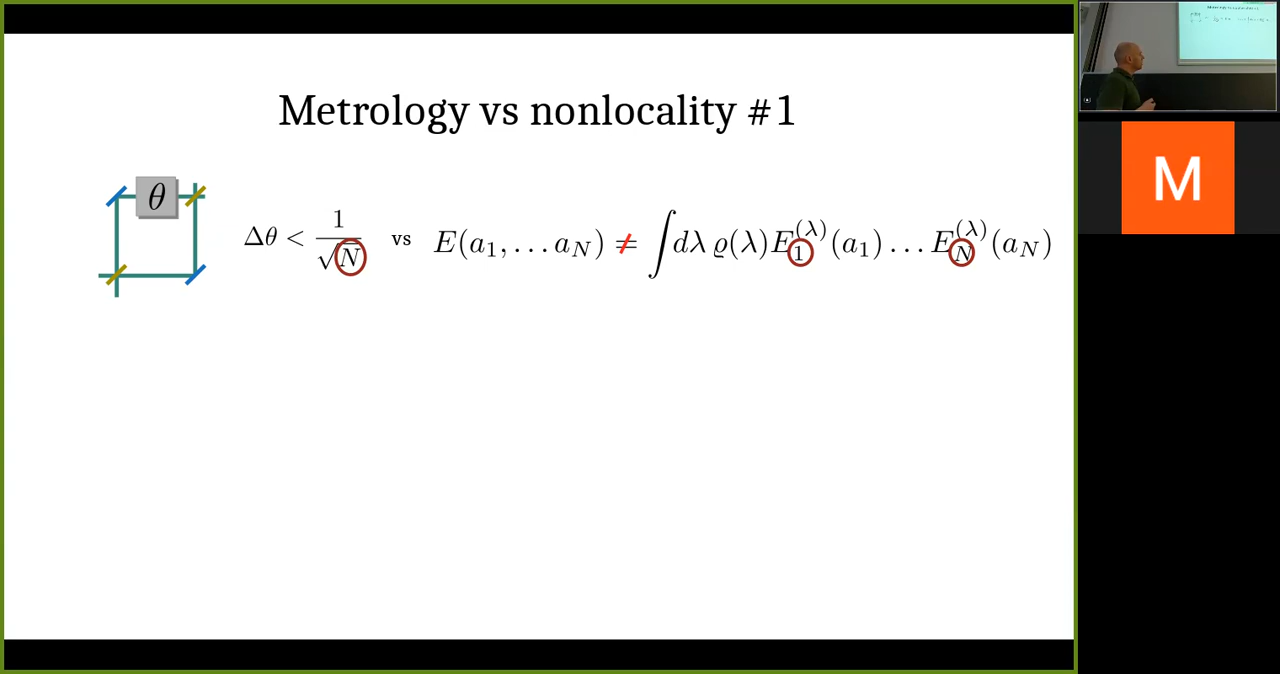 Metrology vs nonlocality #1
θ
Δθ < 1/√N vs E(a₁, … a_N) ≠ ∫dλ ϱ(λ)E₁^(λ)(a₁) … E_N^(λ)(a_N)
M